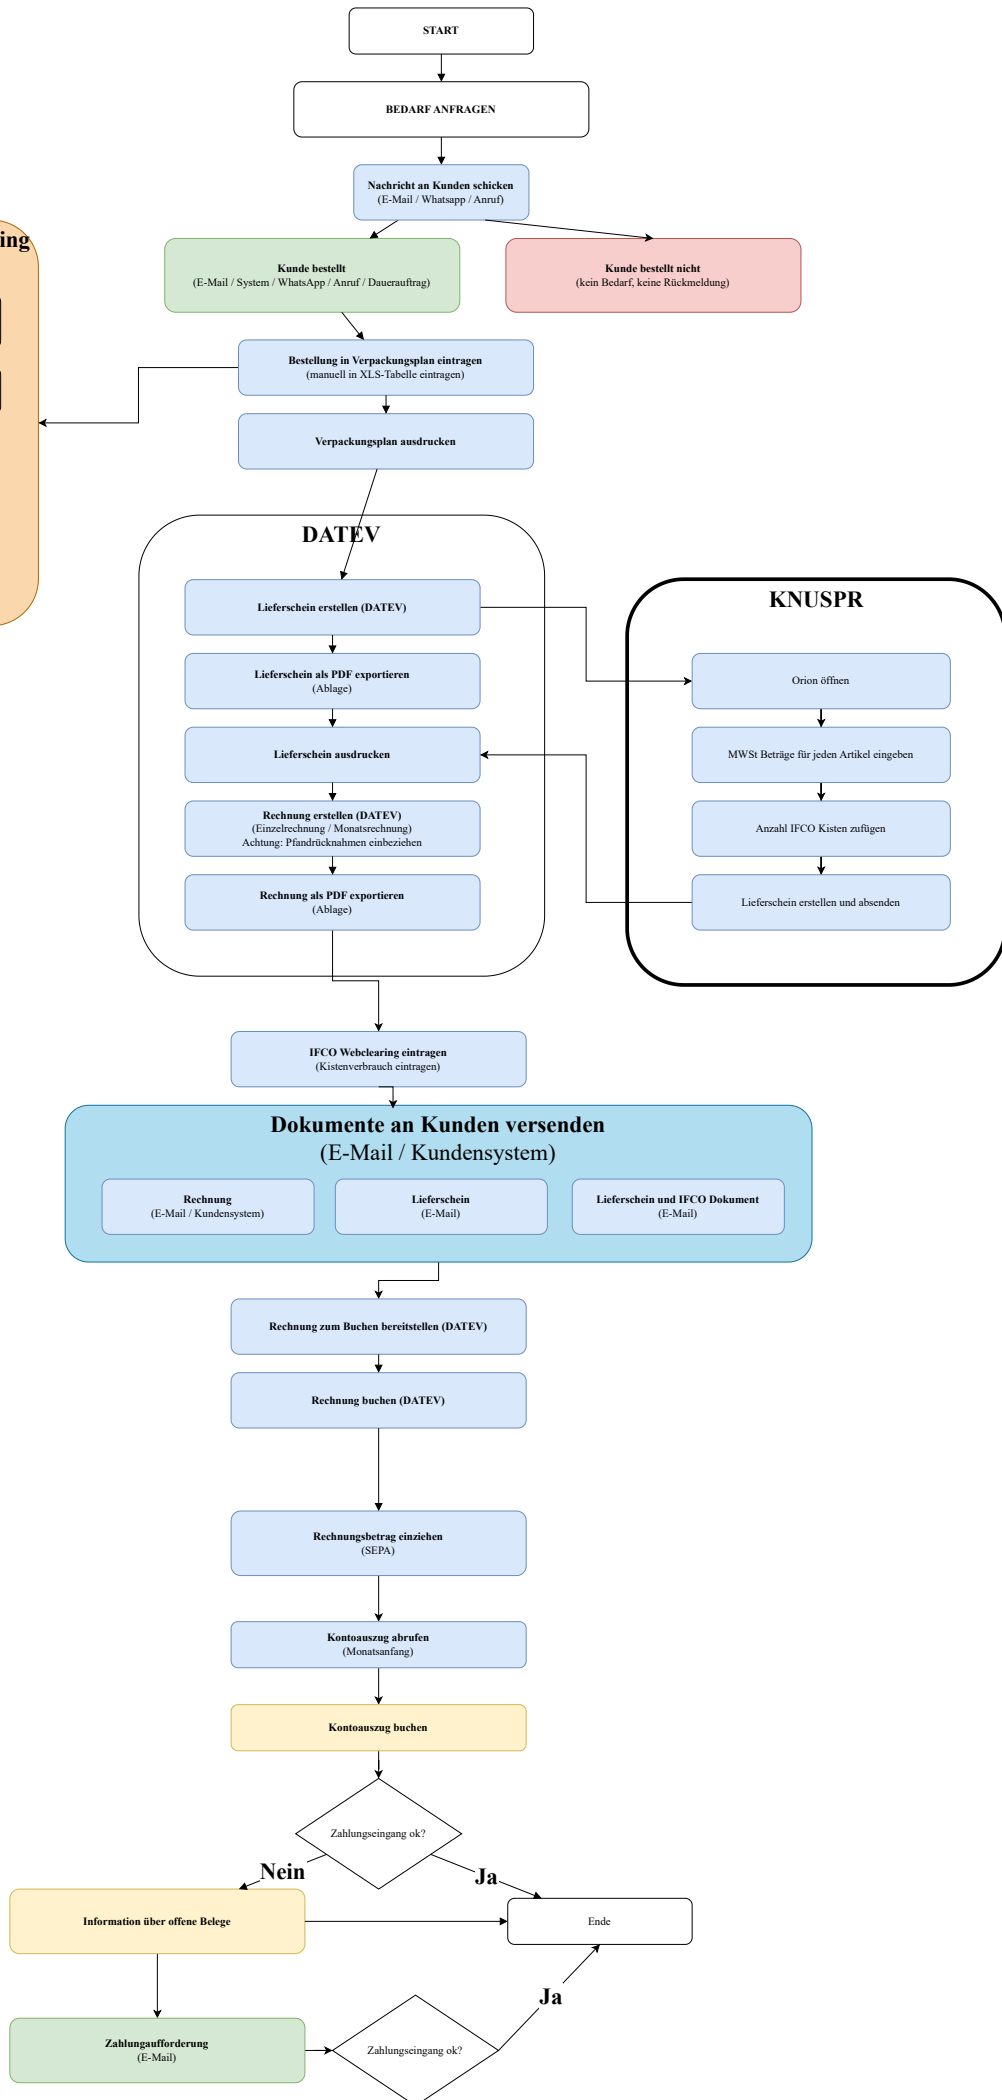 START
BEDARF ANFRAGEN
Nachricht an Kunden schicken
(E-Mail / Whatsapp / Anruf)
ing
Kunde bestellt
(E-Mail / System / WhatsApp / Anruf / Dauerauftrag)
Kunde bestellt nicht
(kein Bedarf, keine Rückmeldung)
Bestellung in Verpackungsplan eintragen
(manuell in XLS-Tabelle eintragen)
Verpackungsplan ausdrucken
DATEV
Lieferschein erstellen (DATEV)
Lieferschein als PDF exportieren
(Ablage)
Lieferschein ausdrucken
Rechnung erstellen (DATEV)
(Einzelrechnung / Monatsrechnung)
Achtung: Pfandrücknahmen einbeziehen
Rechnung als PDF exportieren
(Ablage)
KNUSPR
Orion öffnen
MWSt Beträge für jeden Artikel eingeben
Anzahl IFCO Kisten zufügen
Lieferschein erstellen und absenden
IFCO Webclearing eintragen
(Kistenverbrauch eintragen)
Dokumente an Kunden versenden
(E-Mail / Kundensystem)
Rechnung
(E-Mail / Kundensystem)
Lieferschein
(E-Mail)
Lieferschein und IFCO Dokument
(E-Mail)
Rechnung zum Buchen bereitstellen (DATEV)
Rechnung buchen (DATEV)
Rechnungsbetrag einziehen
(SEPA)
Kontoauszug abrufen
(Monatsanfang)
Kontoauszug buchen
Zahlungseingang ok?
Nein
Ja
Information über offene Belege
Ende
Ja
Zahlungaufforderung
(E-Mail)
Zahlungseingang ok?